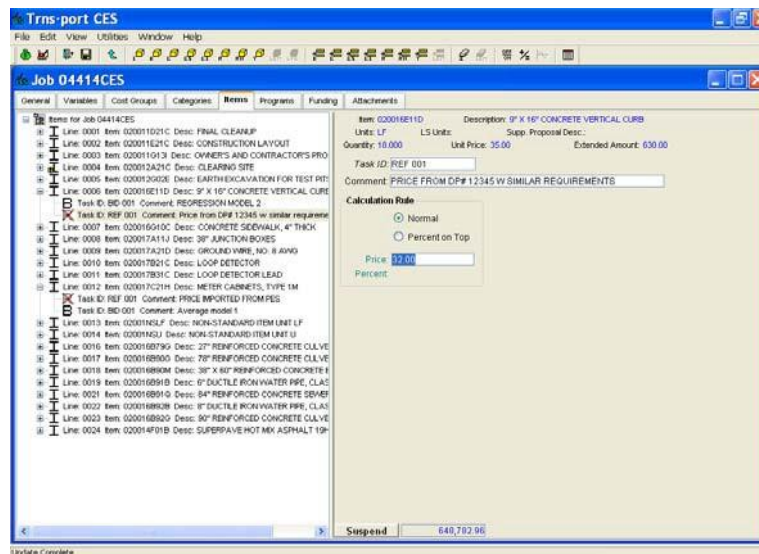 Trns·port CES
File Edit View Utilities Window Help
Job 04414CES
General Variables Cost Groups Categories Items Programs Funding Attachments
Items for Job 04414CES
Line: 0001 Item: 020011D21C Desc: FINAL CLEANUP
Line: 0002 Item: 020011E21C Desc: CONSTRUCTION LAYOUT
Line: 0003 Item: 020011G13I Desc: OWNER'S AND CONTRACTOR'S PRO
Line: 0004 Item: 020012A21C Desc: CLEARING SITE
Line: 0005 Item: 020012G02E Desc: EARTH EXCAVATION FOR TEST PIT
Line: 0006 Item: 020016E11D Desc: 9" X 16" CONCRETE VERTICAL CURE
Task ID: BID 001 Comment: REGRESSION MODEL 2
Task ID: REF 001 Comment: Price from DP# 12345 w similar requireme
Line: 0007 Item: 020016G10C Desc: CONCRETE SIDEWALK, 4" THICK
Line: 0008 Item: 020017A11J Desc: 38" JUNCTION BOXES
Line: 0009 Item: 020017A21D Desc: GROUND WIRE, NO. 8 AWG
Line: 0010 Item: 020017B21C Desc: LOOP DETECTOR
Line: 0011 Item: 020017B31C Desc: LOOP DETECTOR LEAD
Line: 0012 Item: 020017C21H Desc: METER CABINETS, TYPE 1M
Task ID: REF 001 Comment: PRICE IMPORTED FROM PES
Task ID: BID 001 Comment: Average model 1
Line: 0013 Item: 02001NSLF Desc: NON-STANDARD ITEM UNIT LF
Line: 0014 Item: 02001NSU Desc: NON-STANDARD ITEM UNIT U
Line: 0016 Item: 020016B79G Desc: 27" REINFORCED CONCRETE CULVE
Line: 0017 Item: 020016B90G Desc: 78" REINFORCED CONCRETE CULVE
Line: 0018 Item: 020016B90M Desc: 38" X 60" REINFORCED CONCRETE
Line: 0019 Item: 020016B91B Desc: 6" DUCTILE IRON WATER PIPE, CLAS
Line: 0021 Item: 020016B91G Desc: 84" REINFORCED CONCRETE SEWER
Line: 0022 Item: 020016B92B Desc: 8" DUCTILE IRON WATER PIPE, CLAS
Line: 0023 Item: 020016B92G Desc: 90" REINFORCED CONCRETE CULVE
Line: 0024 Item: 020014F01B Desc: SUPERPAVE HOT MIX ASPHALT 19
Item: 020016E11D Description: 9" X 16" CONCRETE VERTICAL CURB
Units: LF LS Units: Supp. Proposal Desc.:
Quantity: 18.000 Unit Price: 35.00 Extended Amount: 630.00
Task ID: REF 001
Comment: PRICE FROM DP# 12345 W SIMILAR REQUIREMENTS
Calculation Rule
Normal
Percent on Top
Price: 32.00
Percent:
Suspend 648,782.96
Update Complete